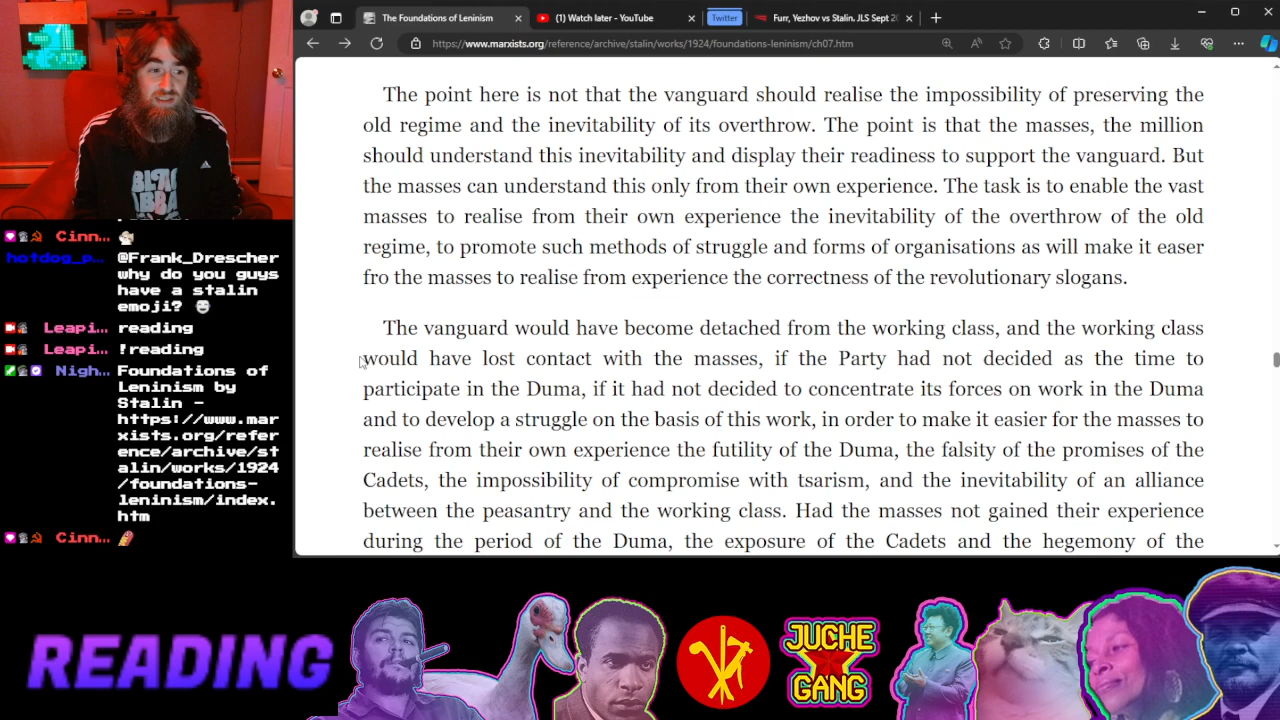 The Foundations of Leninism
(1) Watch later - YouTube
Twitter
Furr, Yezhov vs Stalin. JLS Sept 20
https://www.marxists.org/reference/archive/stalin/works/1924/foundations-leninism/ch07.htm
The point here is not that the vanguard should realise the impossibility of preserving the
old regime and the inevitability of its overthrow. The point is that the masses, the million
should understand this inevitability and display their readiness to support the vanguard. But
the masses can understand this only from their own experience. The task is to enable the vast
masses to realise from their own experience the inevitability of the overthrow of the old
regime, to promote such methods of struggle and forms of organisations as will make it easer
fro the masses to realise from experience the correctness of the revolutionary slogans.
The vanguard would have become detached from the working class, and the working class
would have lost contact with the masses, if the Party had not decided as the time to
participate in the Duma, if it had not decided to concentrate its forces on work in the Duma
and to develop a struggle on the basis of this work, in order to make it easier for the masses to
realise from their own experience the futility of the Duma, the falsity of the promises of the
Cadets, the impossibility of compromise with tsarism, and the inevitability of an alliance
between the peasantry and the working class. Had the masses not gained their experience
during the period of the Duma, the exposure of the Cadets and the hegemony of the
Cinn...
hotdog_p... @Frank_Drescher
why do you guys
have a stalin
emoji?
Leapi... reading
Leapi... !reading
Nigh... Foundations of
Leninism by
Stalin -
https://www.mar
xists.org/refer
ence/archive/st
alin/works/1924
/foundations-
leninism/index.
htm
Cinn...
READING
JUCHE
GANG